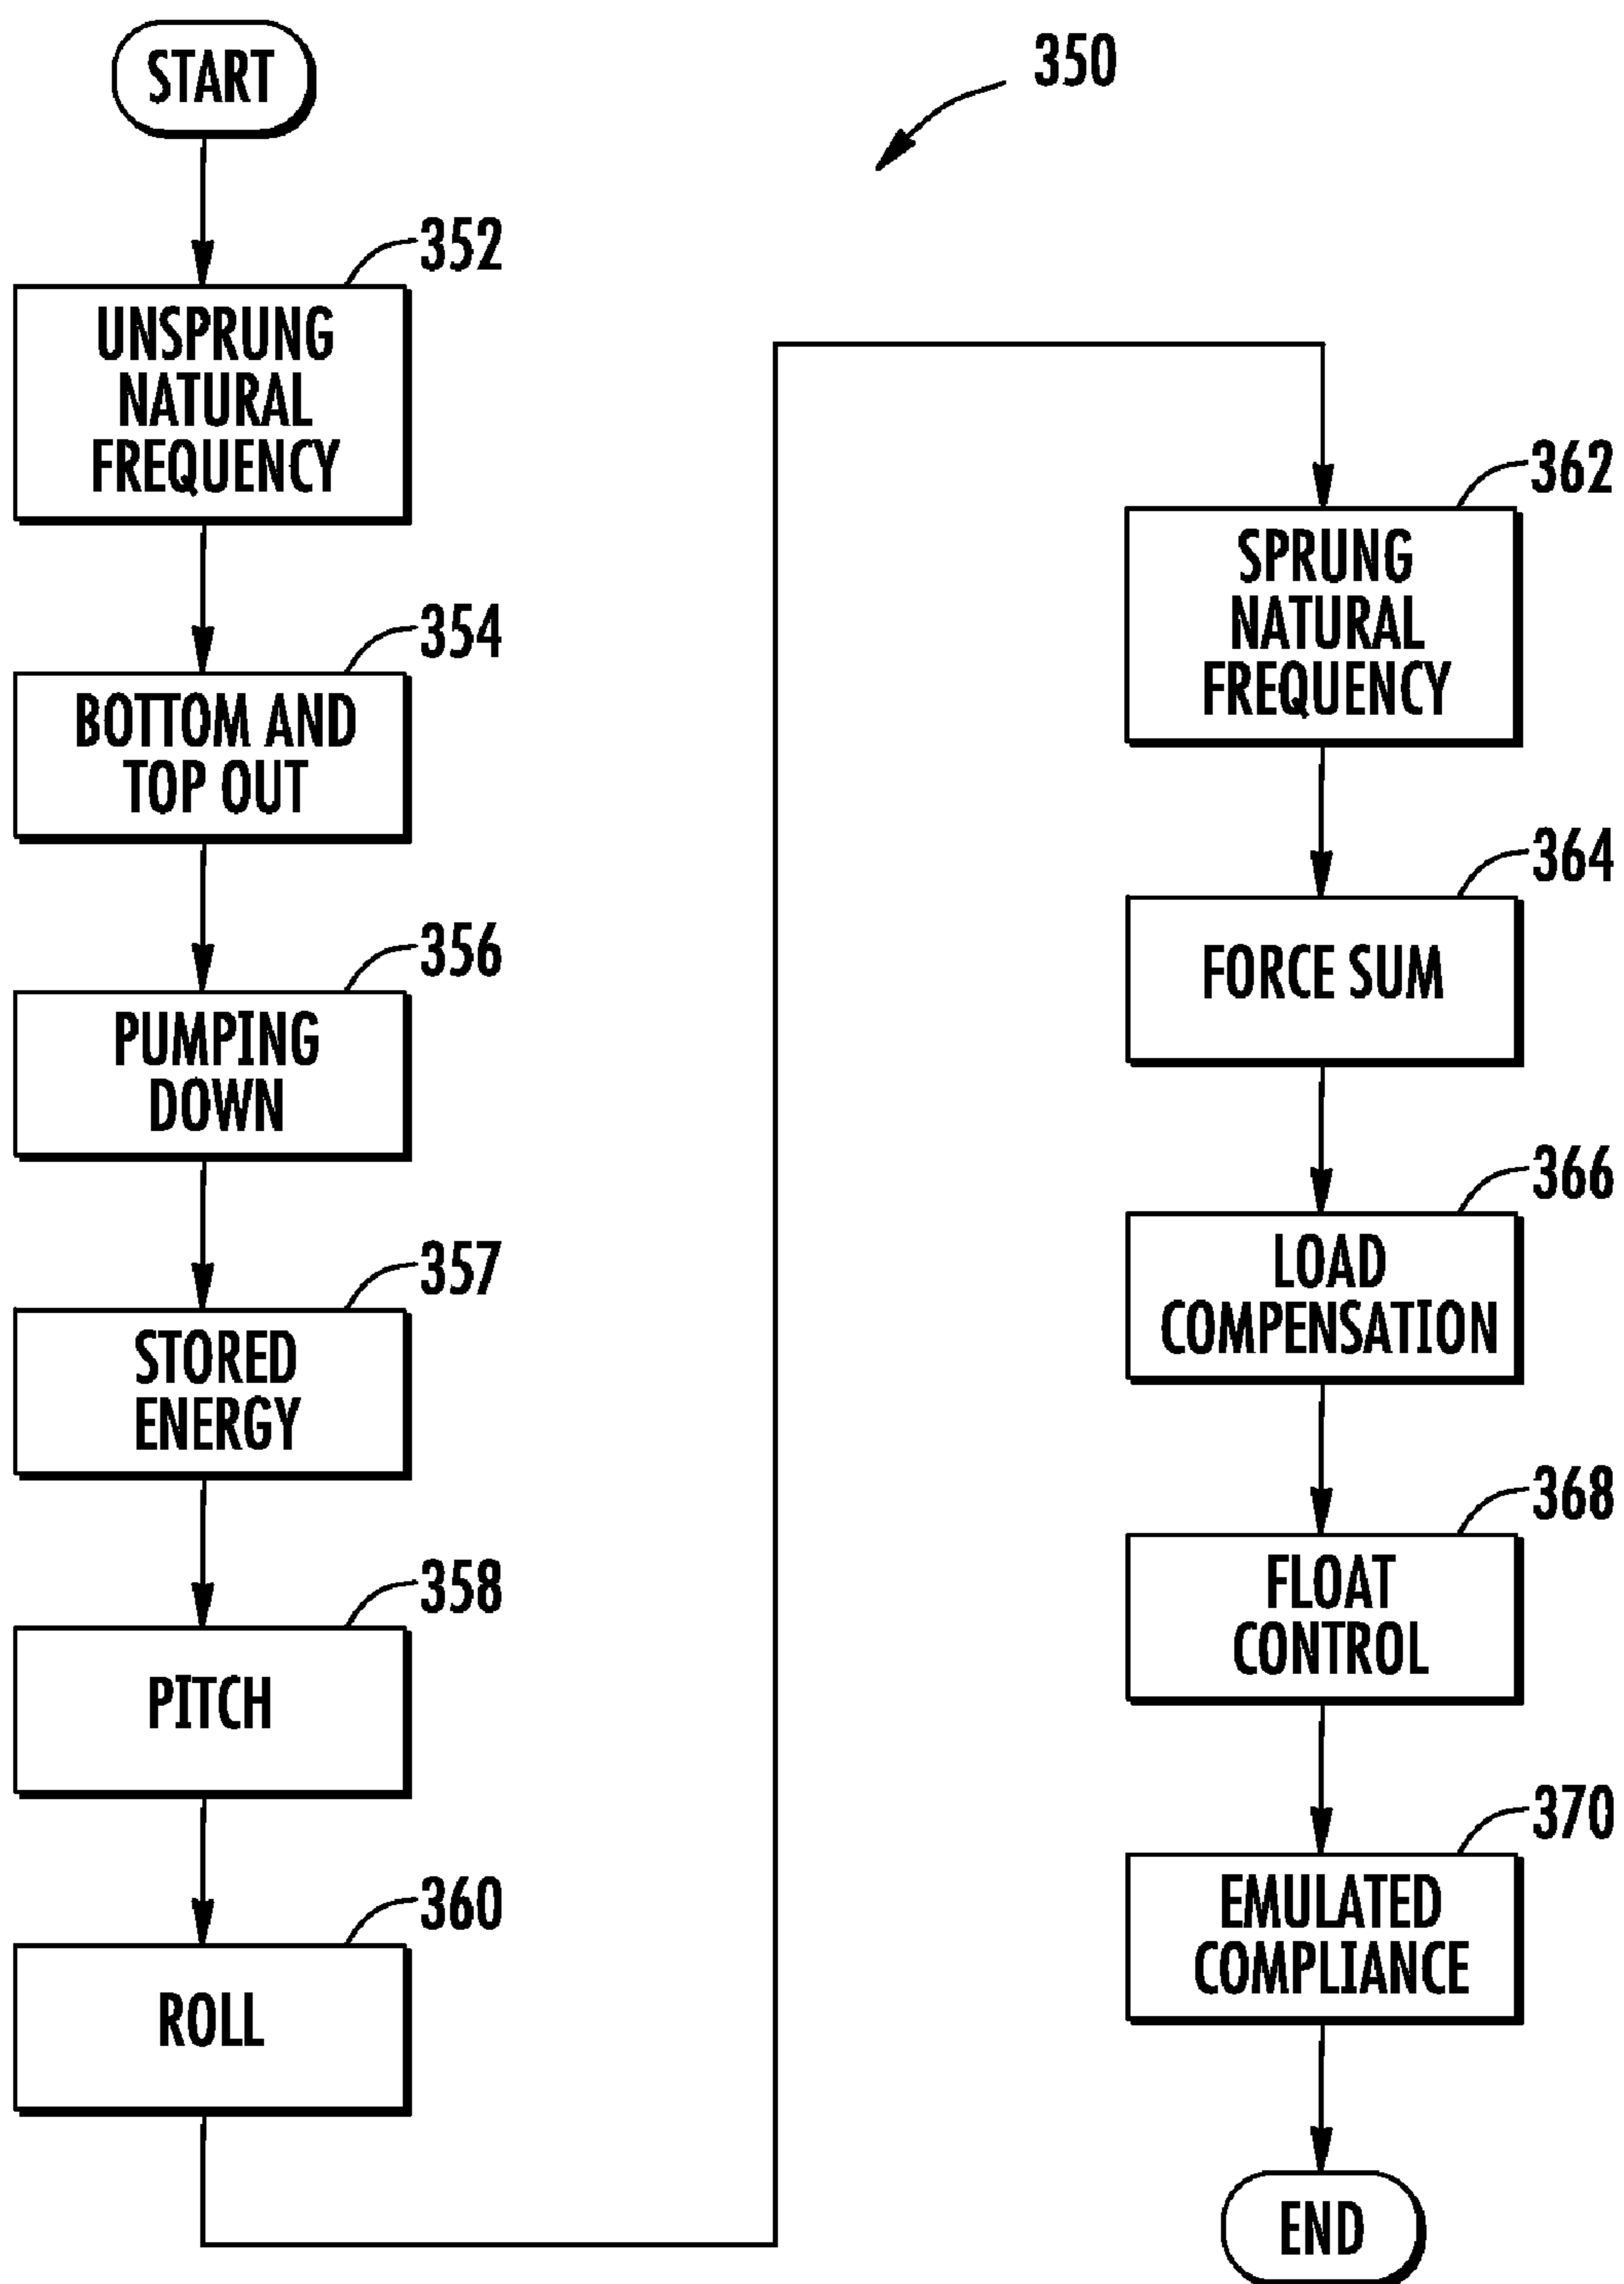 START
350
352
UNSPRUNG
NATURAL
FREQUENCY
354
BOTTOM AND
TOP OUT
356
PUMPING
DOWN
357
STORED
ENERGY
358
PITCH
360
ROLL
362
SPRUNG
NATURAL
FREQUENCY
364
FORCE SUM
366
LOAD
COMPENSATION
368
FLOAT
CONTROL
370
EMULATED
COMPLIANCE
END